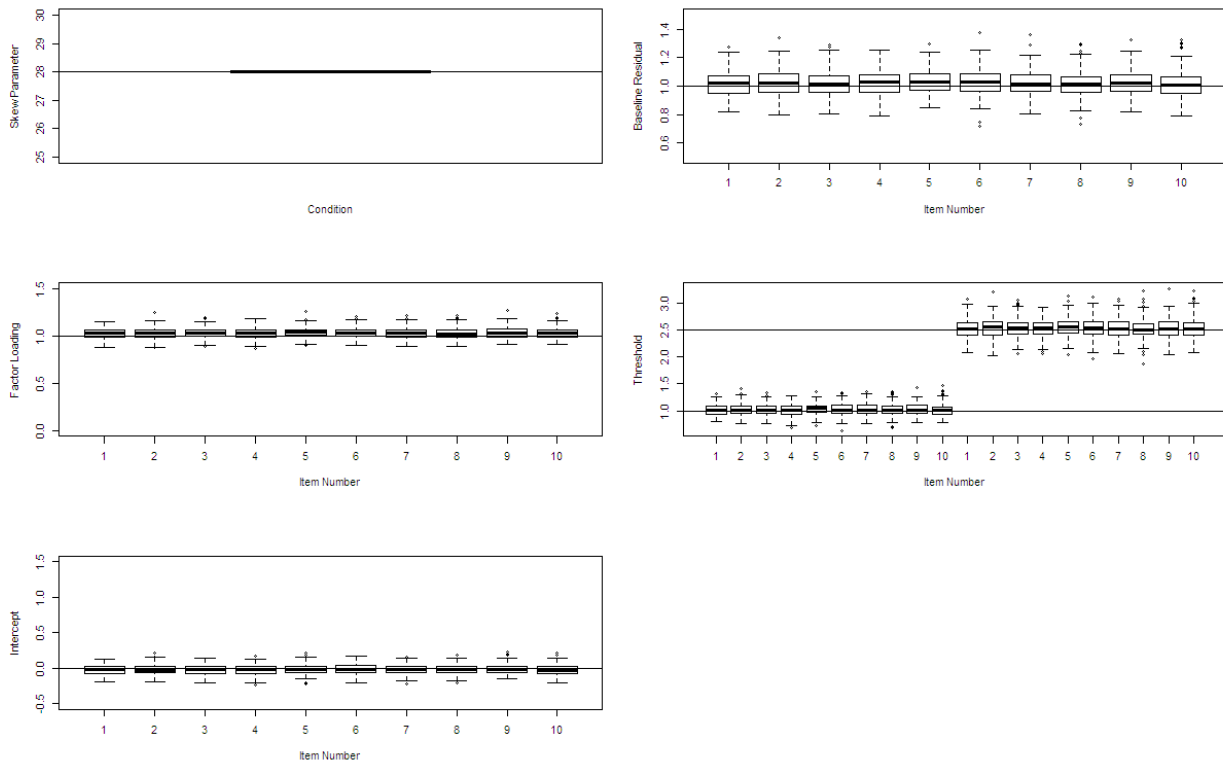 Skew Parameter
30
29
28
27
26
25
Condition
Baseline Residual
1.4
1.2
1.0
0.8
0.6
1 2 3 4 5 6 7 8 9 10
Item Number
Factor Loading
1.5
1.0
0.5
0.0
1 2 3 4 5 6 7 8 9 10
Item Number
Threshold
3.0
2.5
2.0
1.5
1.0
1 2 3 4 5 6 7 8 9 10 1 2 3 4 5 6 7 8 9 10
Item Number
Intercept
1.5
1.0
0.5
0.0
-0.5
1 2 3 4 5 6 7 8 9 10
Item Number